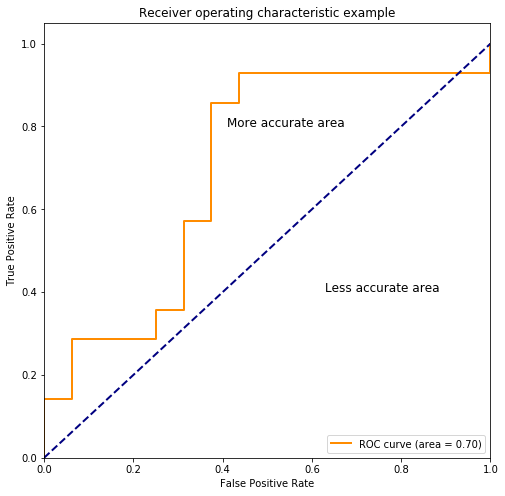 Receiver operating characteristic example
1.0
0.8
0.6
0.4
0.2
0.0
True Positive Rate
More accurate area
Less accurate area
ROC curve (area = 0.70)
0.0 0.2 0.4 0.6 0.8 1.0
False Positive Rate